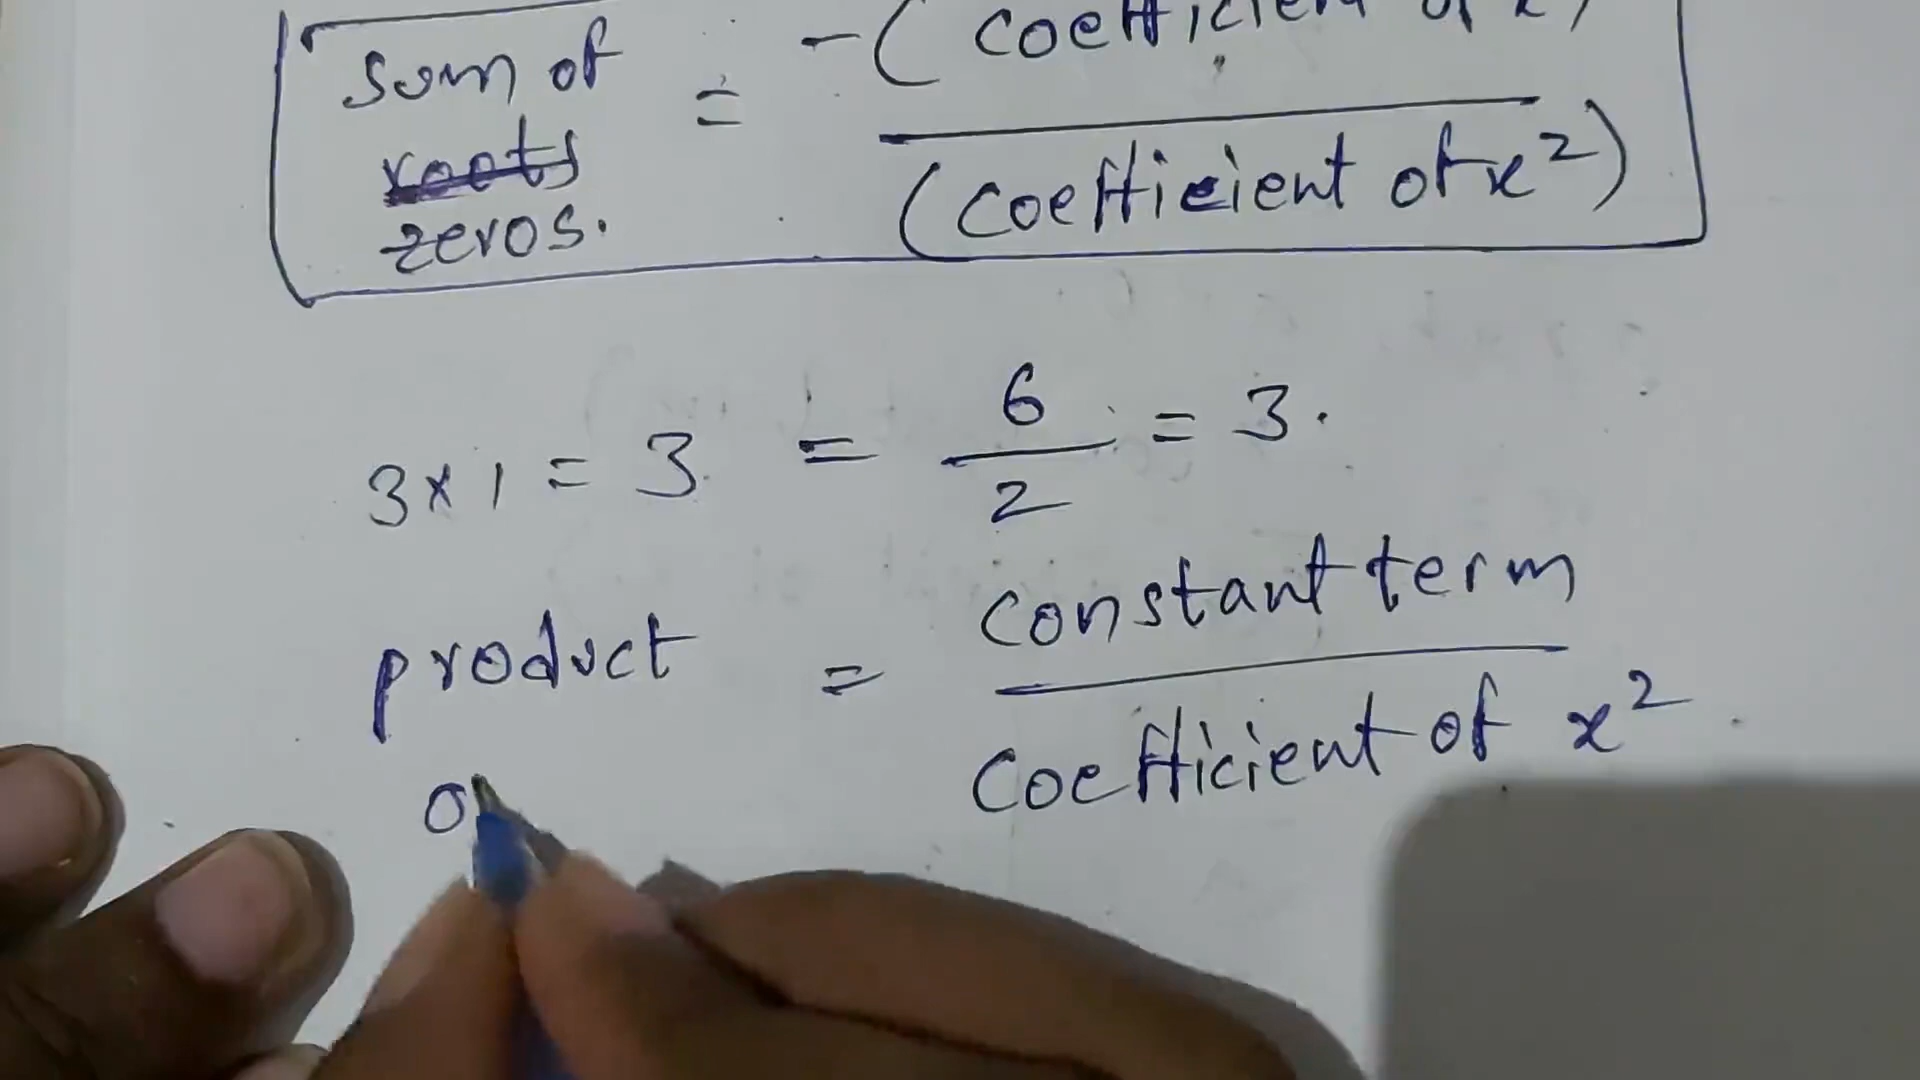 sum of = -(coefficient of x)
roots
zeros. (coefficient of x²)
3 x 1 = 3 = 6/2 = 3.
product = constant term
o coefficient of x²